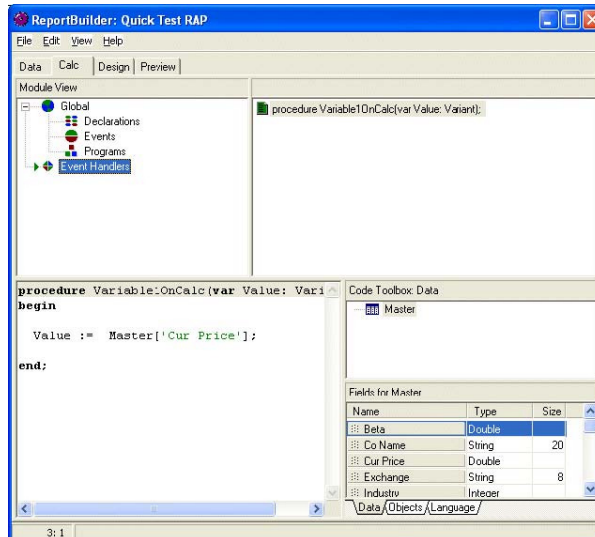 ReportBuilder: Quick Test RAP
File Edit View Help
Data Calc Design Preview
Module View
Global
Declarations
Events
Programs
Event Handlers
procedure Variable1OnCalc(var Value: Variant);
procedure Variable1OnCalc(var Value: Vari
begin
Value := Master['Cur Price'];
end;
Code Toolbox: Data
Master
Fields for Master
Name Type Size
Beta Double
Co Name String 20
Cur Price Double
Exchange String 8
Industry Integer
Data Objects Language
3: 1